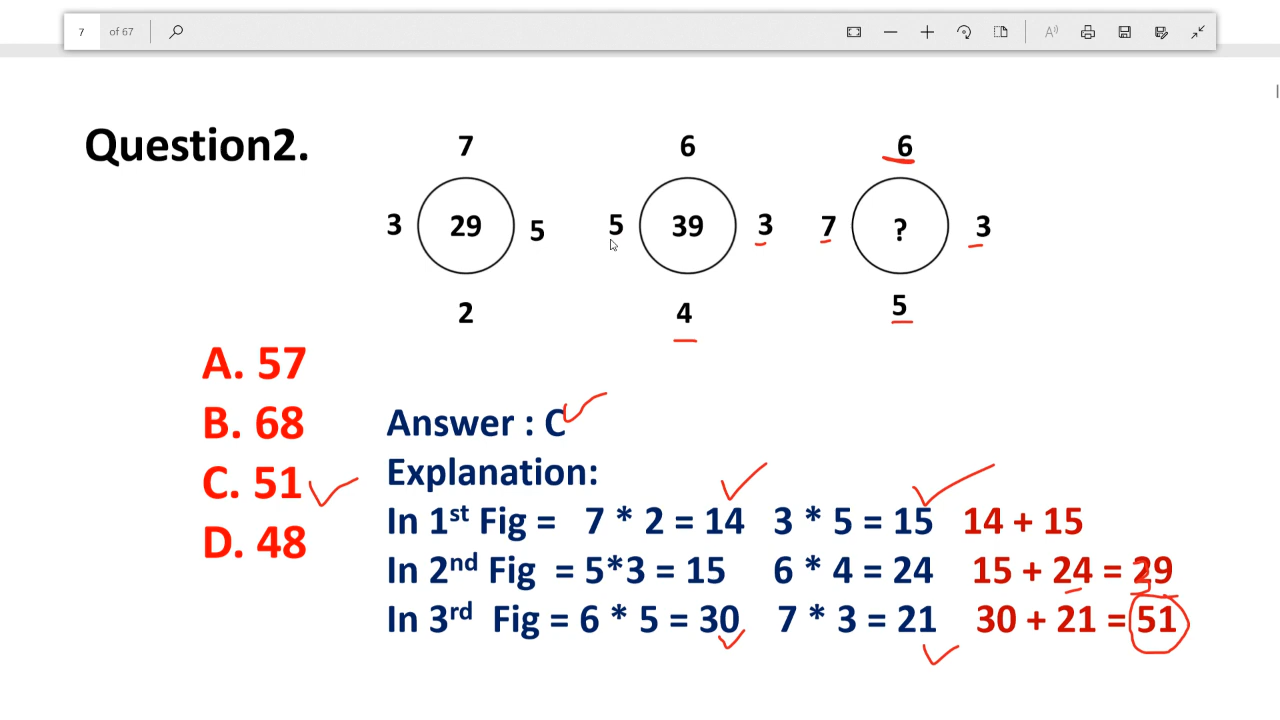 7 of 67
Question2.
7 6 6
3 29 5 5 39 3 7 ? 3
2 4 5
A. 57
B. 68
C. 51
D. 48
Answer : C
Explanation:
In 1st Fig = 7 * 2 = 14 3 * 5 = 15 14 + 15
In 2nd Fig = 5*3 = 15 6 * 4 = 24 15 + 24 = 29
In 3rd Fig = 6 * 5 = 30 7 * 3 = 21 30 + 21 = 51